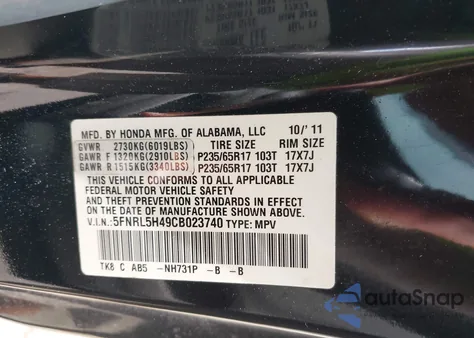 MFD. BY HONDA MFG. OF ALABAMA, LLC 10/'11
GVWR 2730KG(6019LBS) TIRE SIZE RIM SIZE
GAWR F 1320KG(2910LBS) P235/65R17 103T 17X7J
GAWR R 1515KG(3340LBS) P235/65R17 103T 17X7J
THIS VEHICLE CONFORMS TO ALL APPLICABLE
FEDERAL MOTOR VEHICLE SAFETY
AND THEFT PREVENTION STANDARDS IN EFFECT
ON THE DATE OF MANUFACTURE SHOWN ABOVE.
V.I.N:5FNRL5H49CB023740 TYPE: MPV
TK8 C AB5 -NH731P -B -B
autoSnap